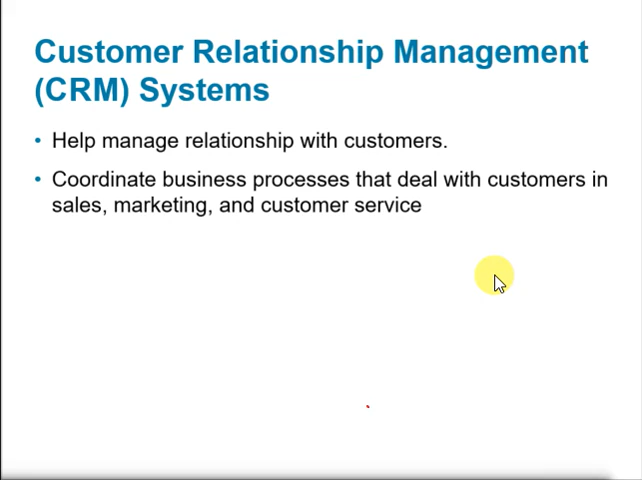 Customer Relationship Management
(CRM) Systems
• Help manage relationship with customers.
• Coordinate business processes that deal with customers in
sales, marketing, and customer service